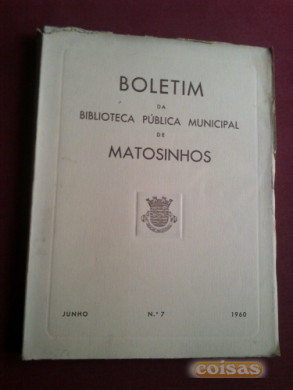 BOLETIM
DA
BIBLIOTECA PÚBLICA MUNICIPAL
DE
MATOSINHOS
JUNHO N.º 7 1960
coisas